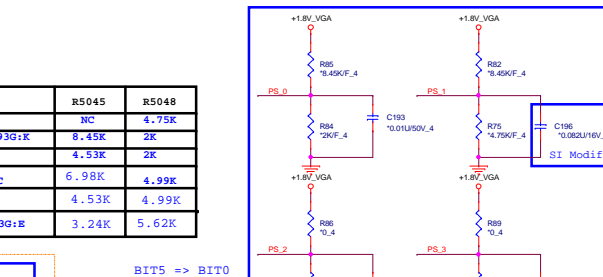 +1.8V_VGA
+1.8V_VGA
R85
*8.45K/F_4
R82
*8.45K/F_4
PS_0
PS_1
R5045
R5048
NC
4.75K
93G:K
8.45K
2K
4.53K
2K
C
6.98K
4.99K
4.53K
4.99K
3G:E
3.24K
5.62K
R84
*2K/F_4
C193
*0.01U/50V_4
R75
*4.75K/F_4
C196
*0.082U/16V_
SI Modif
+1.8V_VGA
+1.8V_VGA
R86
*0_4
R89
*0_4
PS_2
PS_3
BIT5 => BIT0